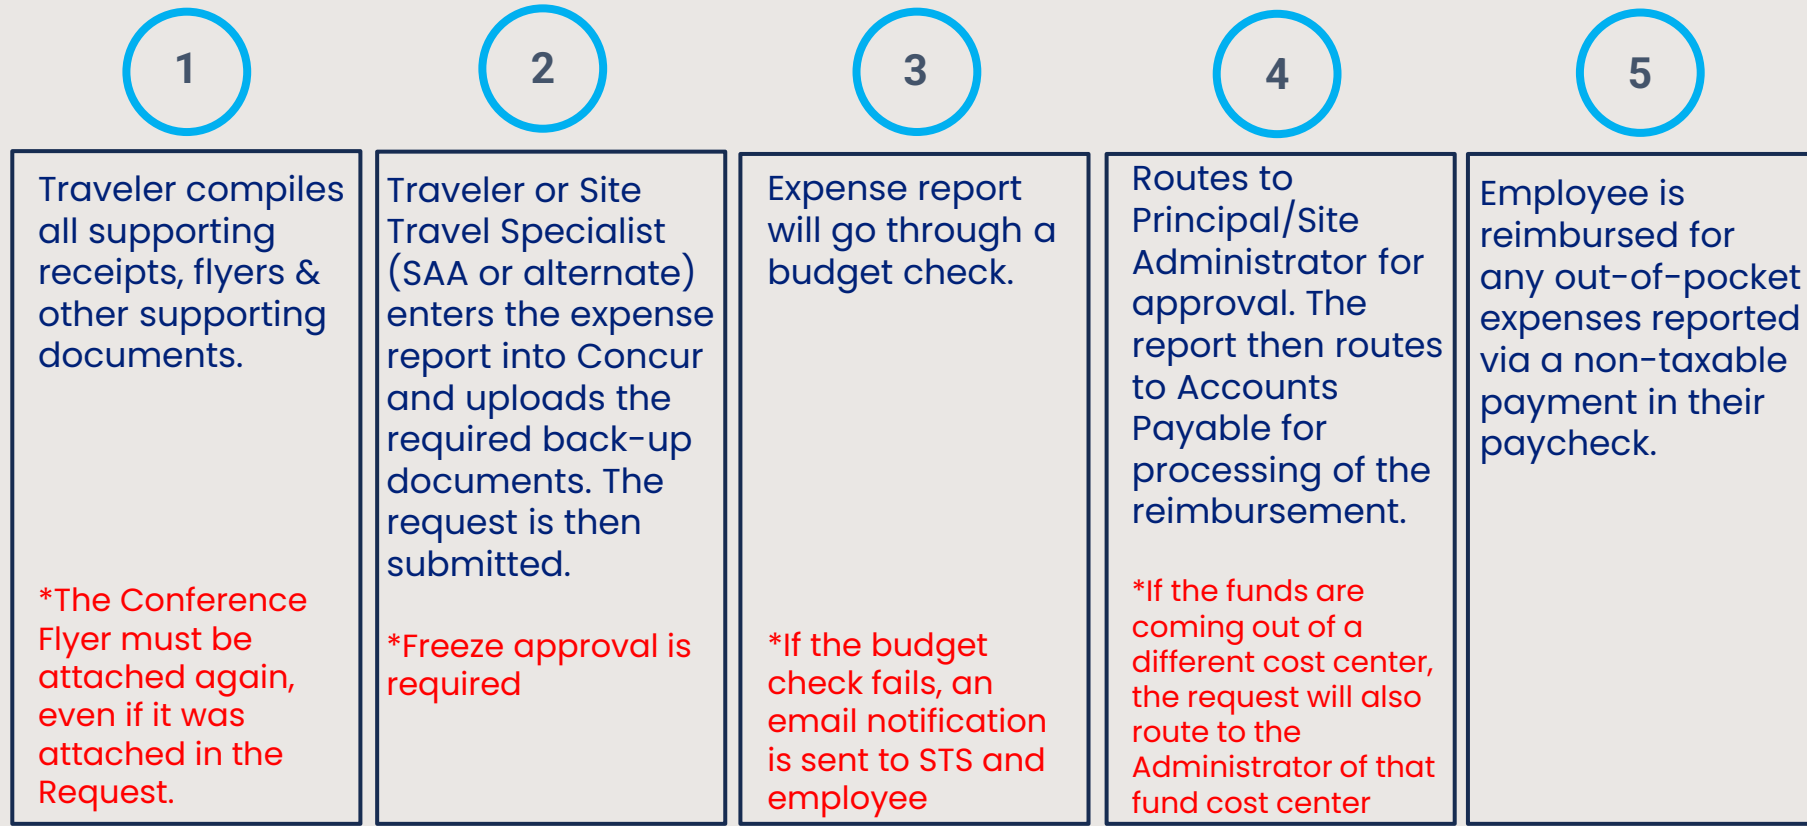 1
Traveler compiles
all supporting
receipts, flyers &
other supporting
documents.
*The Conference
Flyer must be
attached again,
even if it was
attached in the
Request.
2
Traveler or Site
Travel Specialist
(SAA or alternate)
enters the expense
report into Concur
and uploads the
required back-up
documents. The
request is then
submitted.
*Freeze approval is
required
3
Expense report
will go through a
budget check.
*If the budget
check fails, an
email notification
is sent to STS and
employee
4
Routes to
Principal/Site
Administrator for
approval. The
report then routes
to Accounts
Payable for
processing of the
reimbursement.
*If the funds are
coming out of a
different cost center,
the request will also
route to the
Administrator of that
fund cost center
5
Employee is
reimbursed for
any out-of-pocket
expenses reported
via a non-taxable
payment in their
paycheck.